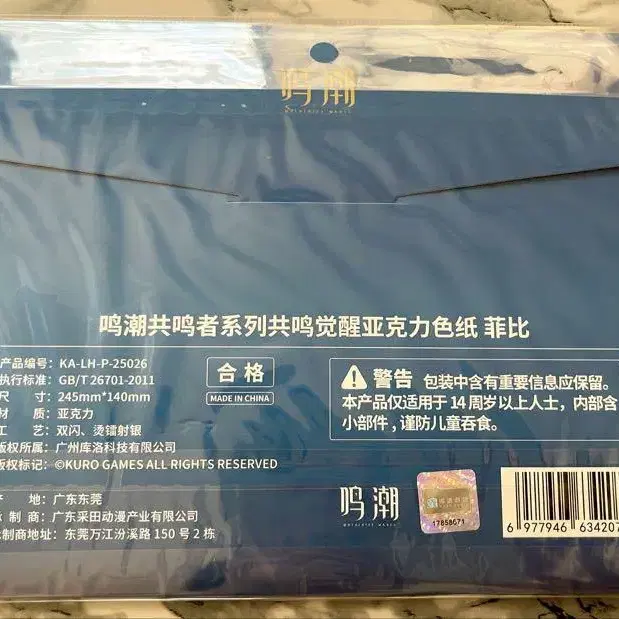 鸣潮
WUTHERING WAVES
鸣潮共鸣者系列共鸣觉醒亚克力色纸 菲比
产品编号: KA-LH-P-25026
执行标准: GB/T 26701-2011
尺 寸: 245mm*140mm
材 质: 亚克力
工 艺: 双闪、烫镭射银
版权所属: 广州库洛科技有限公司
版权标记: ©KURO GAMES ALL RIGHTS RESERVED
合格
MADE IN CHINA
警告 包装中含有重要信息应保留。
本产品仅适用于 14 周岁以上人士，内部含
小部件，谨防儿童吞食。
产 地: 广东东莞
承 制 商: 广东采田动漫产业有限公司
承制商地址: 东莞万江汾溪路 150 号 2 栋
鸣潮
WUTHERING WAVES
17858671
6 977946 634207